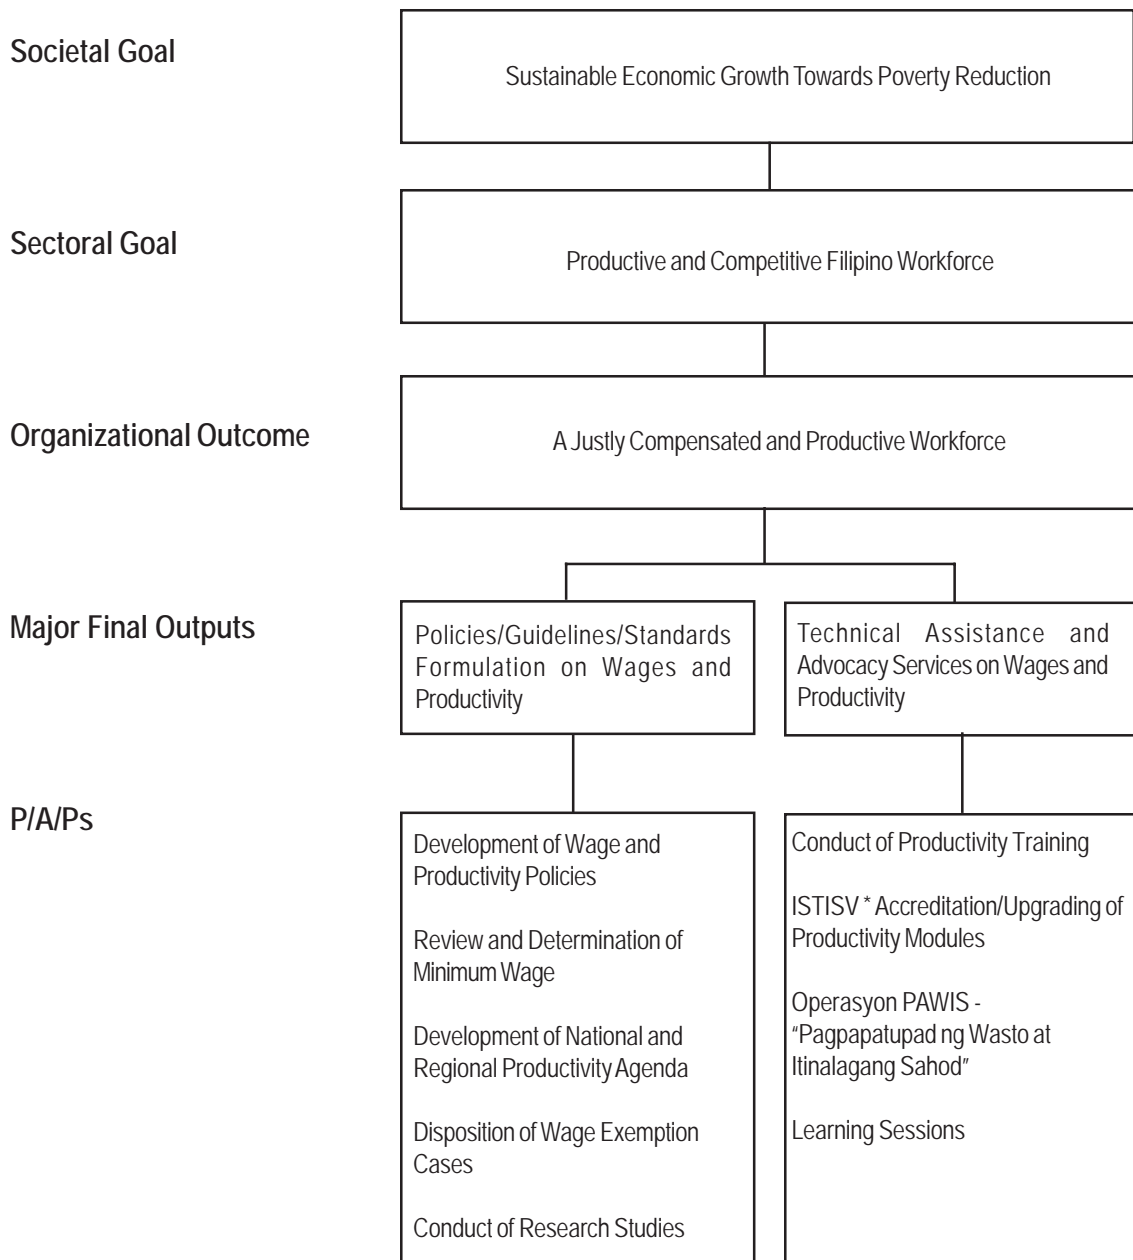 Societal Goal
Sustainable Economic Growth Towards Poverty Reduction
Sectoral Goal
Productive and Competitive Filipino Workforce
Organizational Outcome
A Justly Compensated and Productive Workforce
Major Final Outputs
Policies/Guidelines/Standards
Formulation on Wages and
Productivity
Technical Assistance and
Advocacy Services on Wages and
Productivity
P/A/Ps
Development of Wage and
Productivity Policies
Review and Determination of
Minimum Wage
Development of National and
Regional Productivity Agenda
Disposition of Wage Exemption
Cases
Conduct of Research Studies
Conduct of Productivity Training
ISTISV * Accreditation/Upgrading of
Productivity Modules
Operasyon PAWIS -
“Pagpapatupad ng Wasto at
Itinalagang Sahod”
Learning Sessions